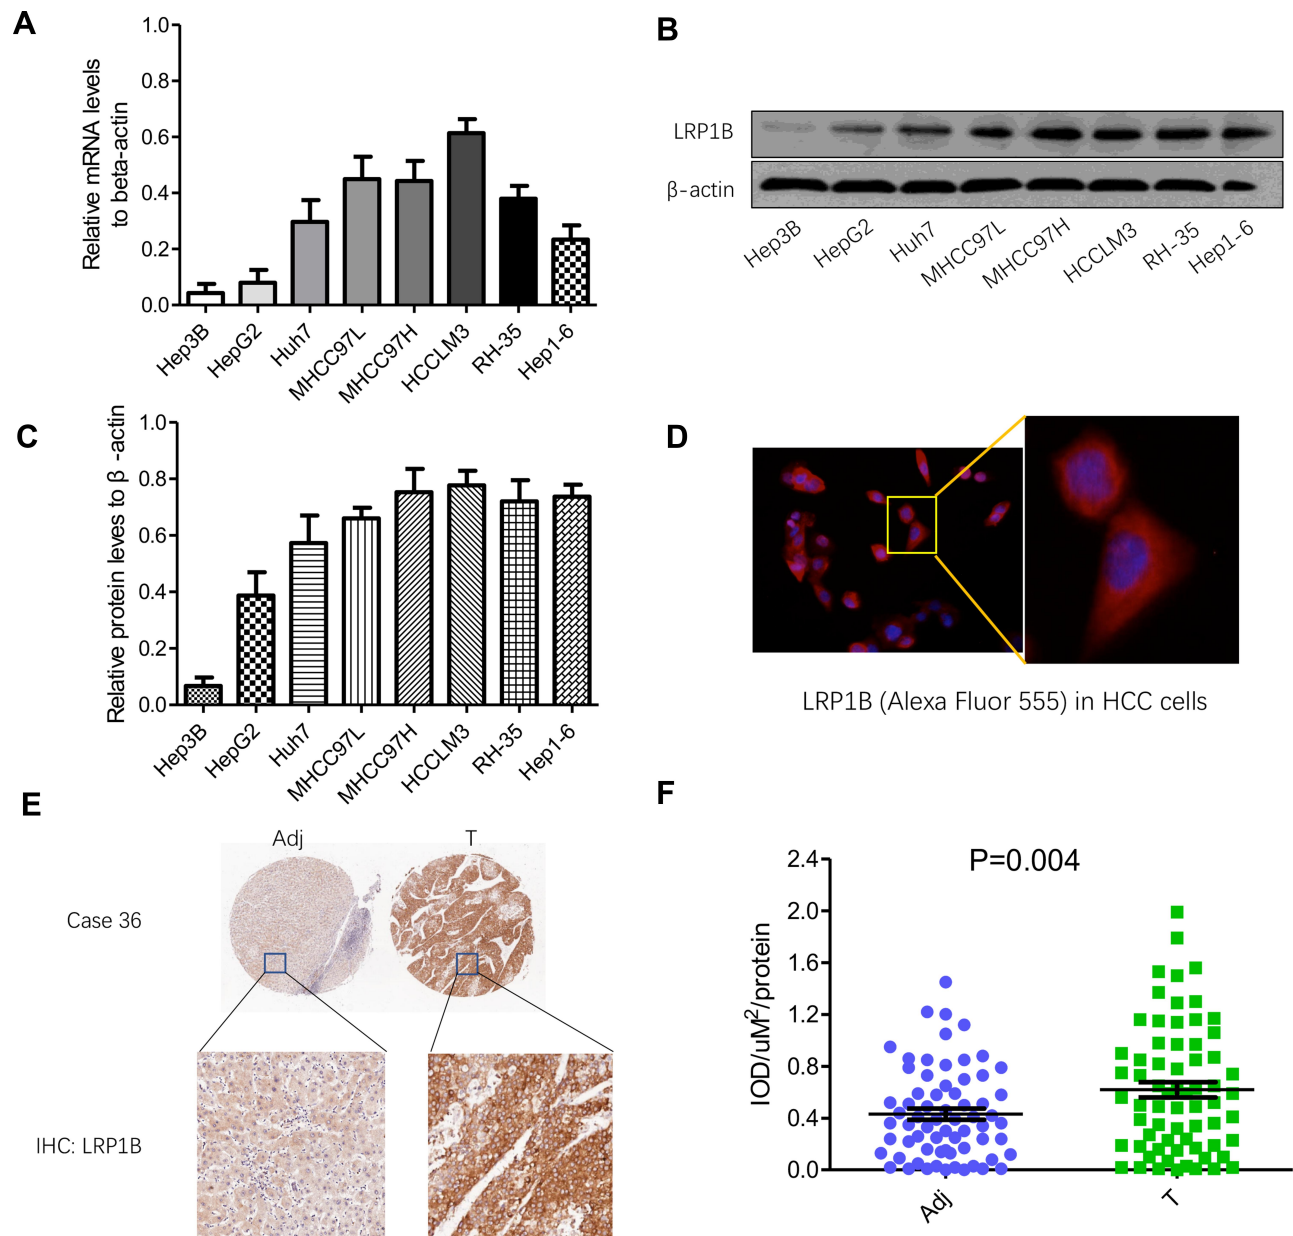 A
Relative mRNA levels
to beta-actin
1.0
0.8
0.6
0.4
0.2
0.0
Hep3B
HepG2
Huh7
MHCC97L
MHCC97H
HCCLM3
RH-35
Hep1-6
B
LRP1B
β-actin
Hep3B
HepG2
Huh7
MHCC97L
MHCC97H
HCCLM3
RH-35
Hep1-6
C
Relative protein leves to β -actin
1.0
0.8
0.6
0.4
0.2
0.0
Hep3B
HepG2
Huh7
MHCC97L
MHCC97H
HCCLM3
RH-35
Hep1-6
D
LRP1B (Alexa Fluor 555) in HCC cells
E
Adj
T
Case 36
IHC: LRP1B
F
P=0.004
IOD/uM²/protein
2.4
2.0
1.6
1.2
0.8
0.4
0.0
Adj
T